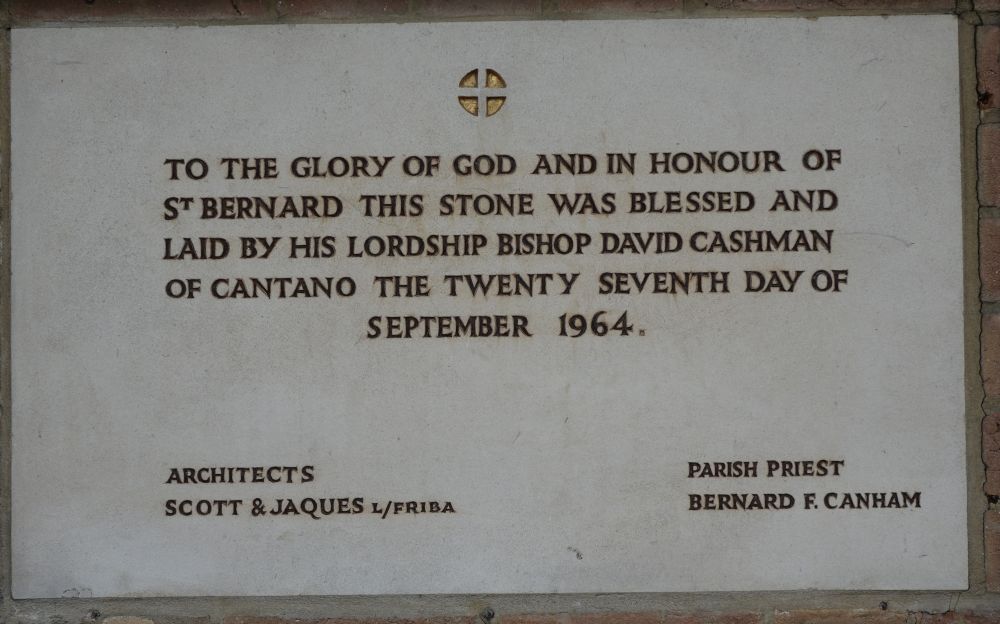 TO THE GLORY OF GOD AND IN HONOUR OF
ST BERNARD THIS STONE WAS BLESSED AND
LAID BY HIS LORDSHIP BISHOP DAVID CASHMAN
OF CANTANO THE TWENTY SEVENTH DAY OF
SEPTEMBER 1964.
ARCHITECTS
SCOTT & JAQUES L/FRIBA
PARISH PRIEST
BERNARD F. CANHAM